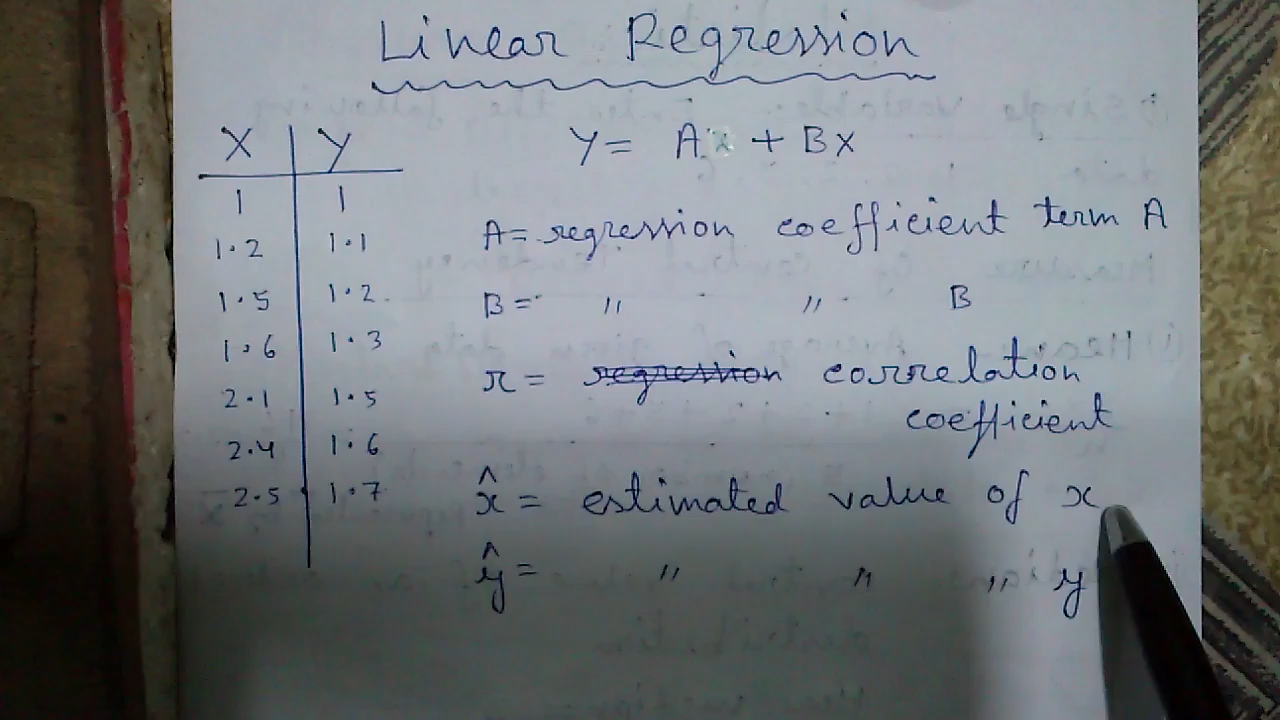 Linear Regression
X Y
1 1
1.2 1.1
1.5 1.2
1.6 1.3
2.1 1.5
2.4 1.6
2.5 1.7
Y = A + BX
A = regression coefficient term A
B = " " B
r = regression correlation
coefficient
x̂ = estimated value of x
ŷ = " " " y